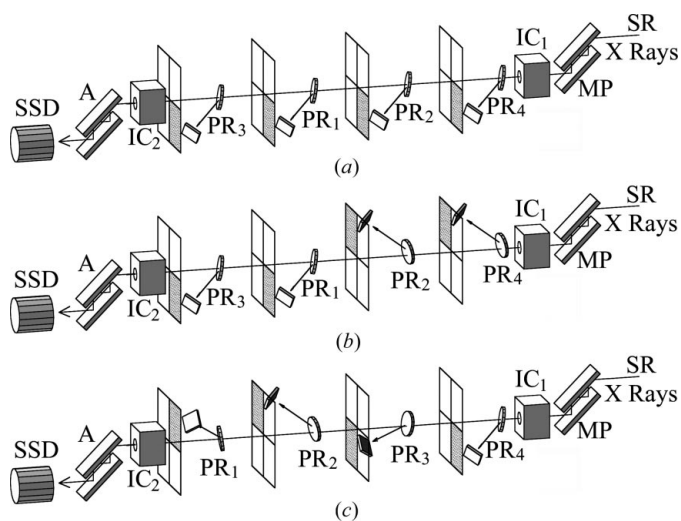 SR
IC1
X Rays
A
SSD
PR3
PR1
PR2
PR4
MP
IC2
(a)
SR
IC1
X Rays
A
SSD
PR3
PR1
PR2
PR4
MP
IC2
(b)
SR
IC1
X Rays
A
SSD
PR1
PR2
PR3
PR4
MP
IC2
(c)